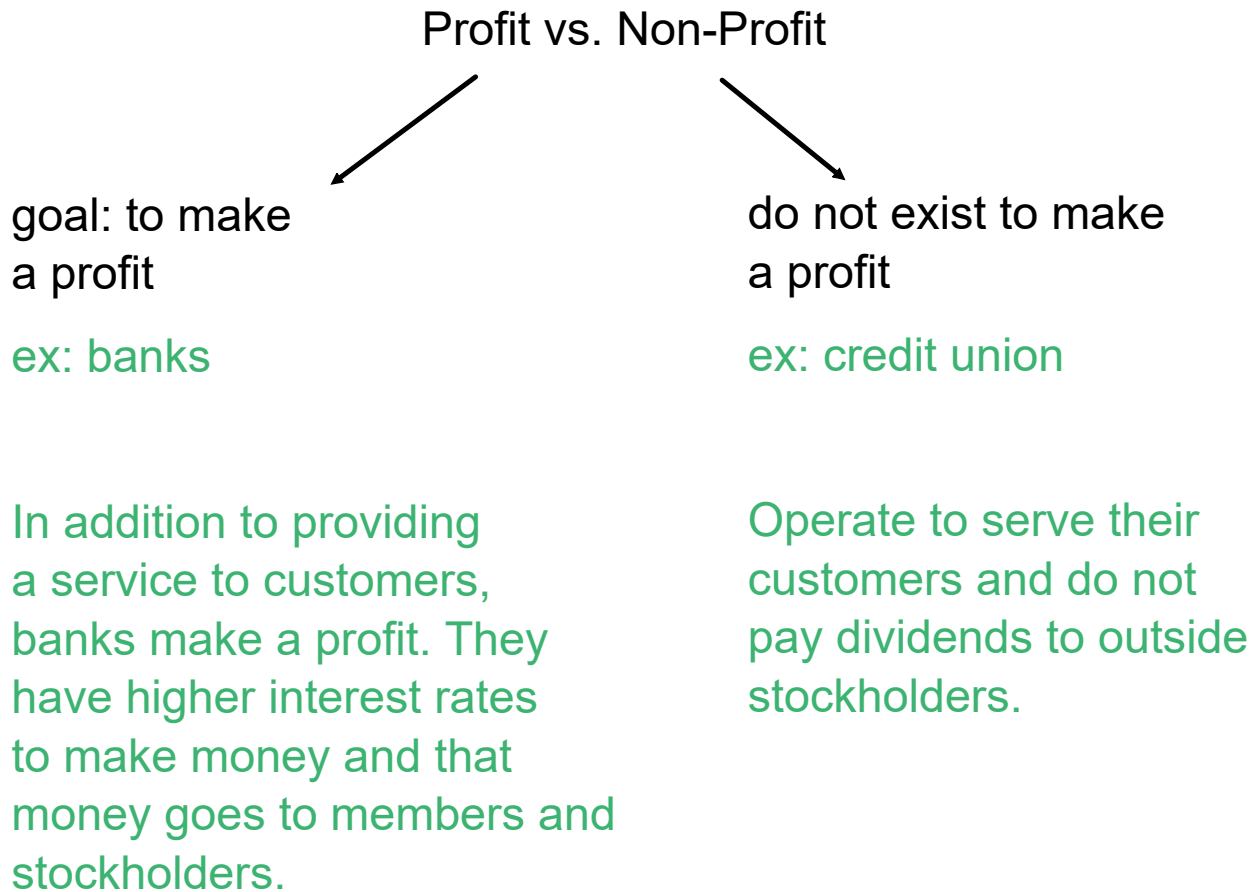 Profit vs. Non-Profit
goal: to make
a profit
ex: banks
In addition to providing
a service to customers,
banks make a profit. They
have higher interest rates
to make money and that
money goes to members and
stockholders.
do not exist to make
a profit
ex: credit union
Operate to serve their
customers and do not
pay dividends to outside
stockholders.